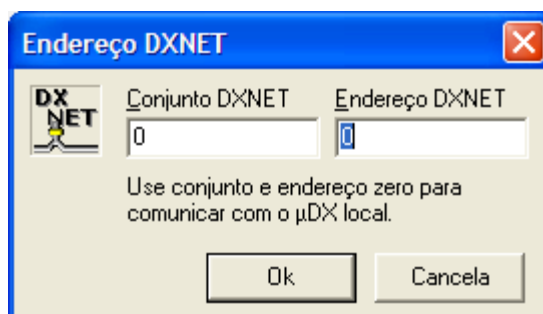 Endereço DXNET
DX
NET
Conjunto DXNET Endereço DXNET
0 0
Use conjunto e endereço zero para
comunicar com o µDX local.
Ok Cancela